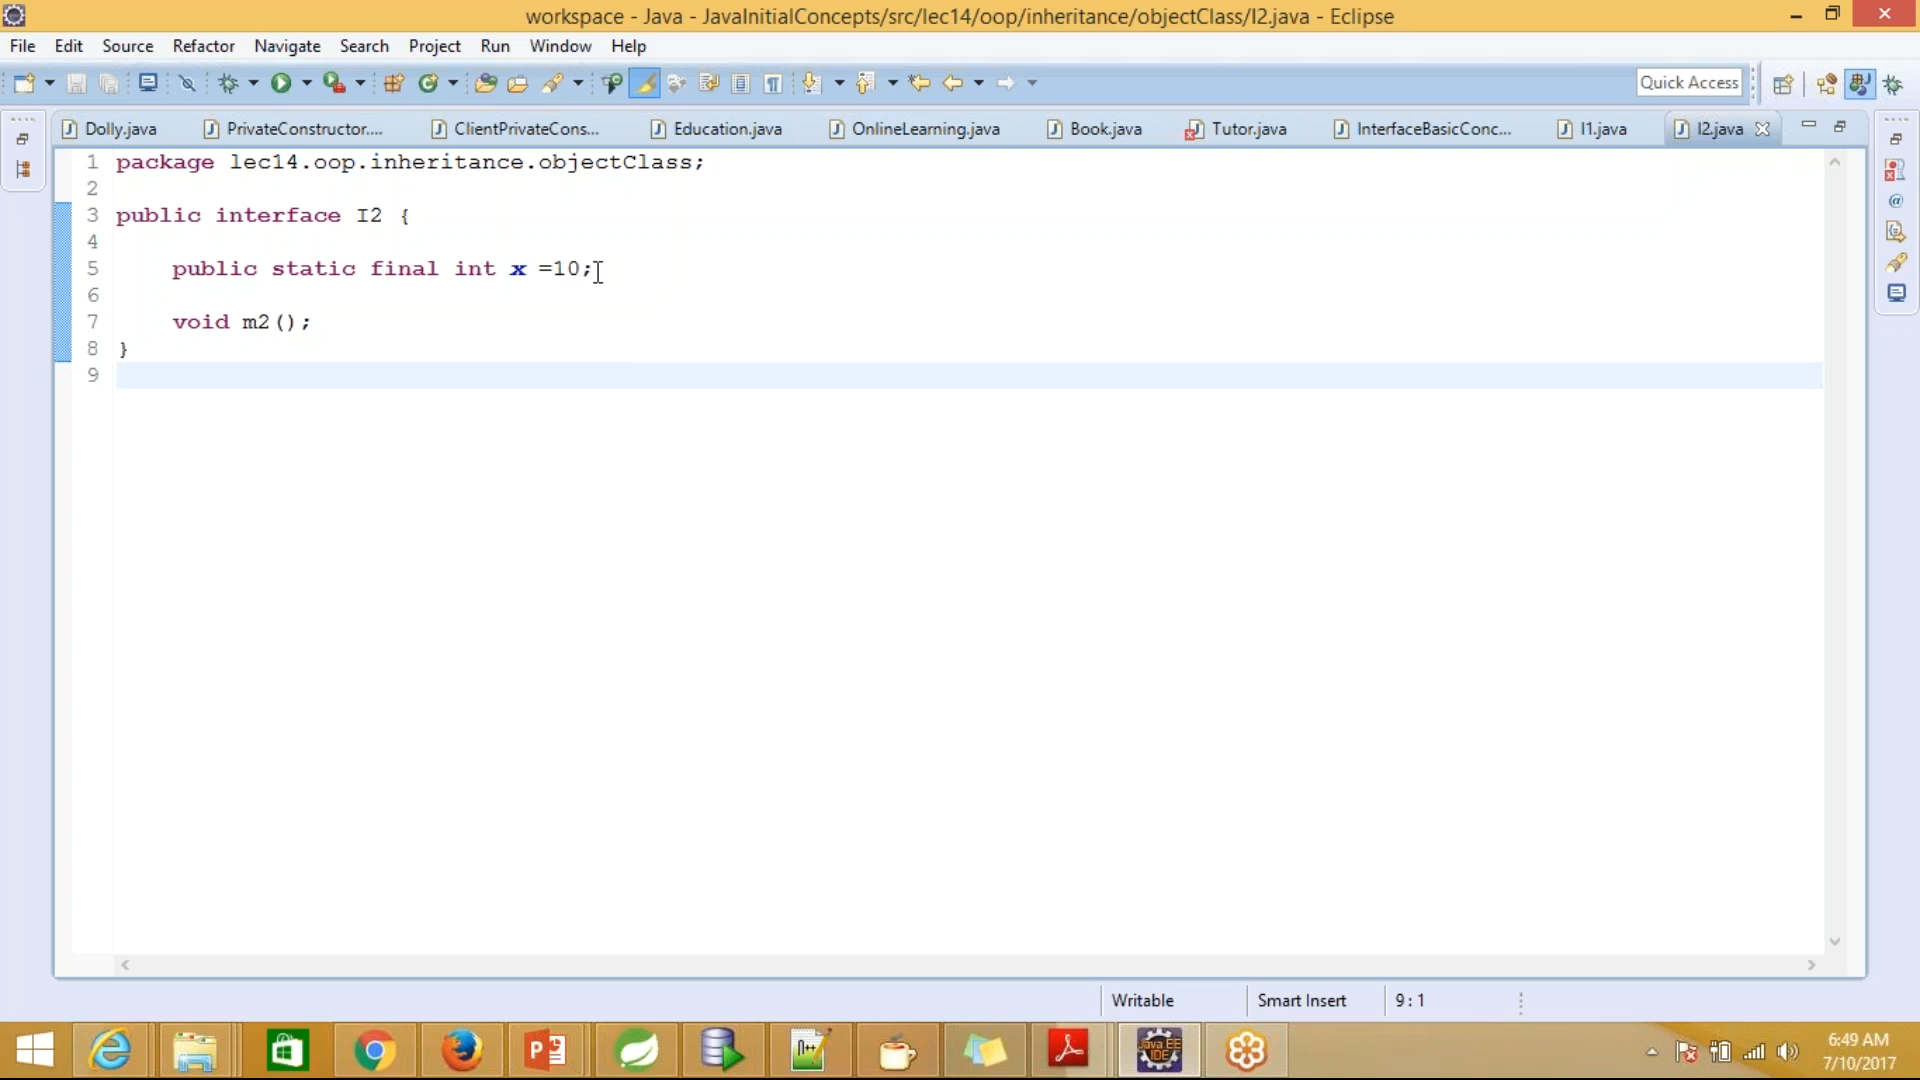 workspace - Java - JavaInitialConcepts/src/lec14/oop/inheritance/objectClass/I2.java - Eclipse
File Edit Source Refactor Navigate Search Project Run Window Help
Quick Access
Dolly.java PrivateConstructor.... ClientPrivateCons... Education.java OnlineLearning.java Book.java Tutor.java InterfaceBasicConc... I1.java I2.java
1 package lec14.oop.inheritance.objectClass;
2
3 public interface I2 {
4
5 public static final int x =10;
6
7 void m2();
8 }
9
Writable Smart Insert 9 : 1
Java EE
IDE
6:49 AM
7/10/2017